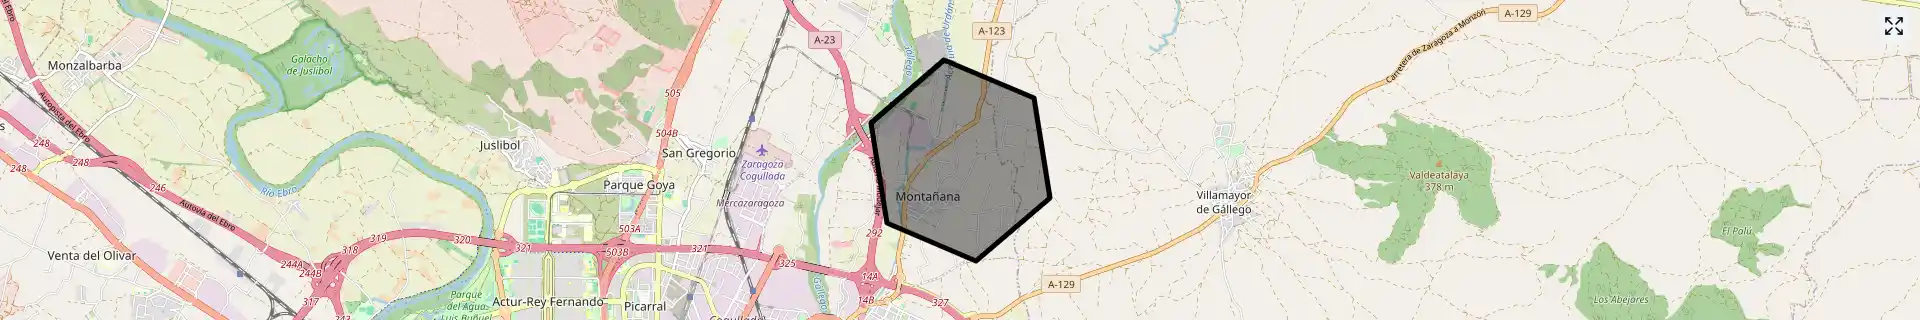 A-23
A-123
A-129
Monzalbarba
Galacho
de Juslibol
Gállego
Carretera de Zaragoza a Monzón
505
Autopista del Ebro
504B
Juslibol
San Gregorio
Zaragoza
Cogullada
248
248
248
246
Río Ebro
Parque Goya
Mercazaragoza
Montañana
Villamayor
de Gállego
Valdeatalaya
378 m
El Palú
Autovía del Ebro
503A
292
Venta del Olivar
318
319
320
321
503B
321
325
244A
244B
14A
A-129
317
Actur-Rey Fernando
Parque
del Agua
Luis Buñuel
Picarral
14B
327
Gállego
Los Abejares